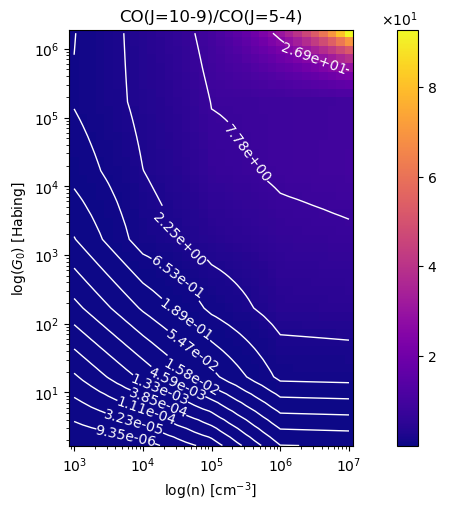 CO(J=10-9)/CO(J=5-4)
×10¹
log(G₀) [Habing]
10⁶
10⁵
10⁴
10³
10²
10¹
2.69e+01
7.78e+00
2.25e+00
6.53e-01
1.89e-01
5.47e-02
1.58e-02
4.59e-03
1.33e-03
3.85e-04
1.11e-04
3.23e-05
9.35e-06
10³ 10⁴ 10⁵ 10⁶ 10⁷
log(n) [cm⁻³]
8
6
4
2